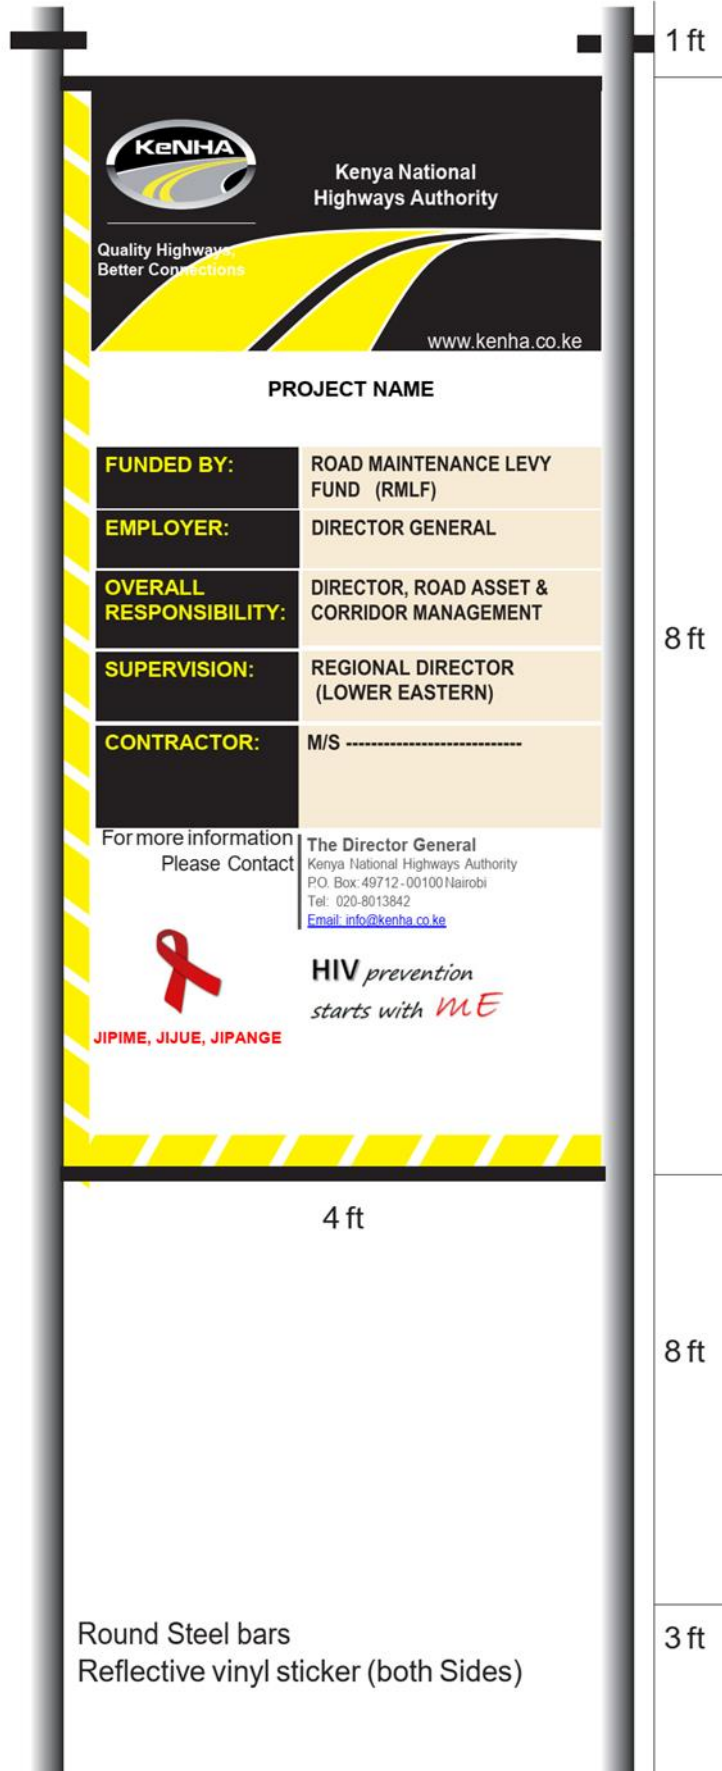 1 ft
KeNHA
Kenya National
Highways Authority
Quality Highways,
Better Connections
www.kenha.co.ke
PROJECT NAME
FUNDED BY:
ROAD MAINTENANCE LEVY
FUND (RMLF)
EMPLOYER:
DIRECTOR GENERAL
OVERALL
RESPONSIBILITY:
DIRECTOR, ROAD ASSET &
CORRIDOR MANAGEMENT
8 ft
SUPERVISION:
REGIONAL DIRECTOR
(LOWER EASTERN)
CONTRACTOR:
M/S ----------------------------
For more information
Please Contact
The Director General
Kenya National Highways Authority
P.O. Box: 49712-00100 Nairobi
Tel: 020-8013842
Email: info@kenha.co.ke
HIV prevention
starts with ME
JIPIME, JIJUE, JIPANGE
4 ft
8 ft
3 ft
Round Steel bars
Reflective vinyl sticker (both Sides)